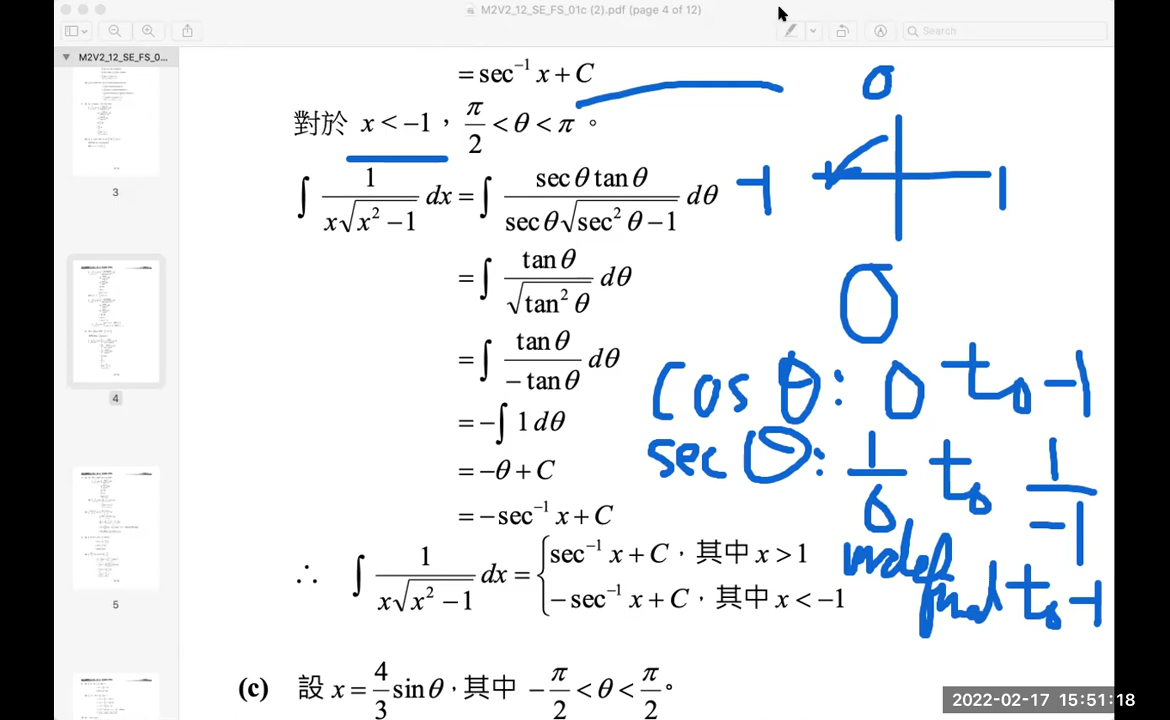 M2V2_12_SE_FS_01c (2).pdf (page 4 of 12)
Search
M2V2_12_SE_FS_0...
3
4
5
= sec⁻¹ x + C
對於 x < −1，π/2 < θ < π。
∫ 1/(x√(x² − 1)) dx = ∫ (sec θ tan θ)/(sec θ√(sec² θ − 1)) dθ
= ∫ tan θ/√(tan² θ) dθ
= ∫ tan θ/(− tan θ) dθ
= −∫ 1 dθ
= −θ + C
= − sec⁻¹ x + C
∴ ∫ 1/(x√(x² − 1)) dx = { sec⁻¹ x + C，其中 x > 1
− sec⁻¹ x + C，其中 x < −1
(c) 設 x = 4/3 sin θ，其中 −π/2 < θ < π/2。
0
-1
1
0
cos θ: 0 to -1
sec θ: 1/0 to 1/-1
undefined to -1
2022-02-17 15:51:18